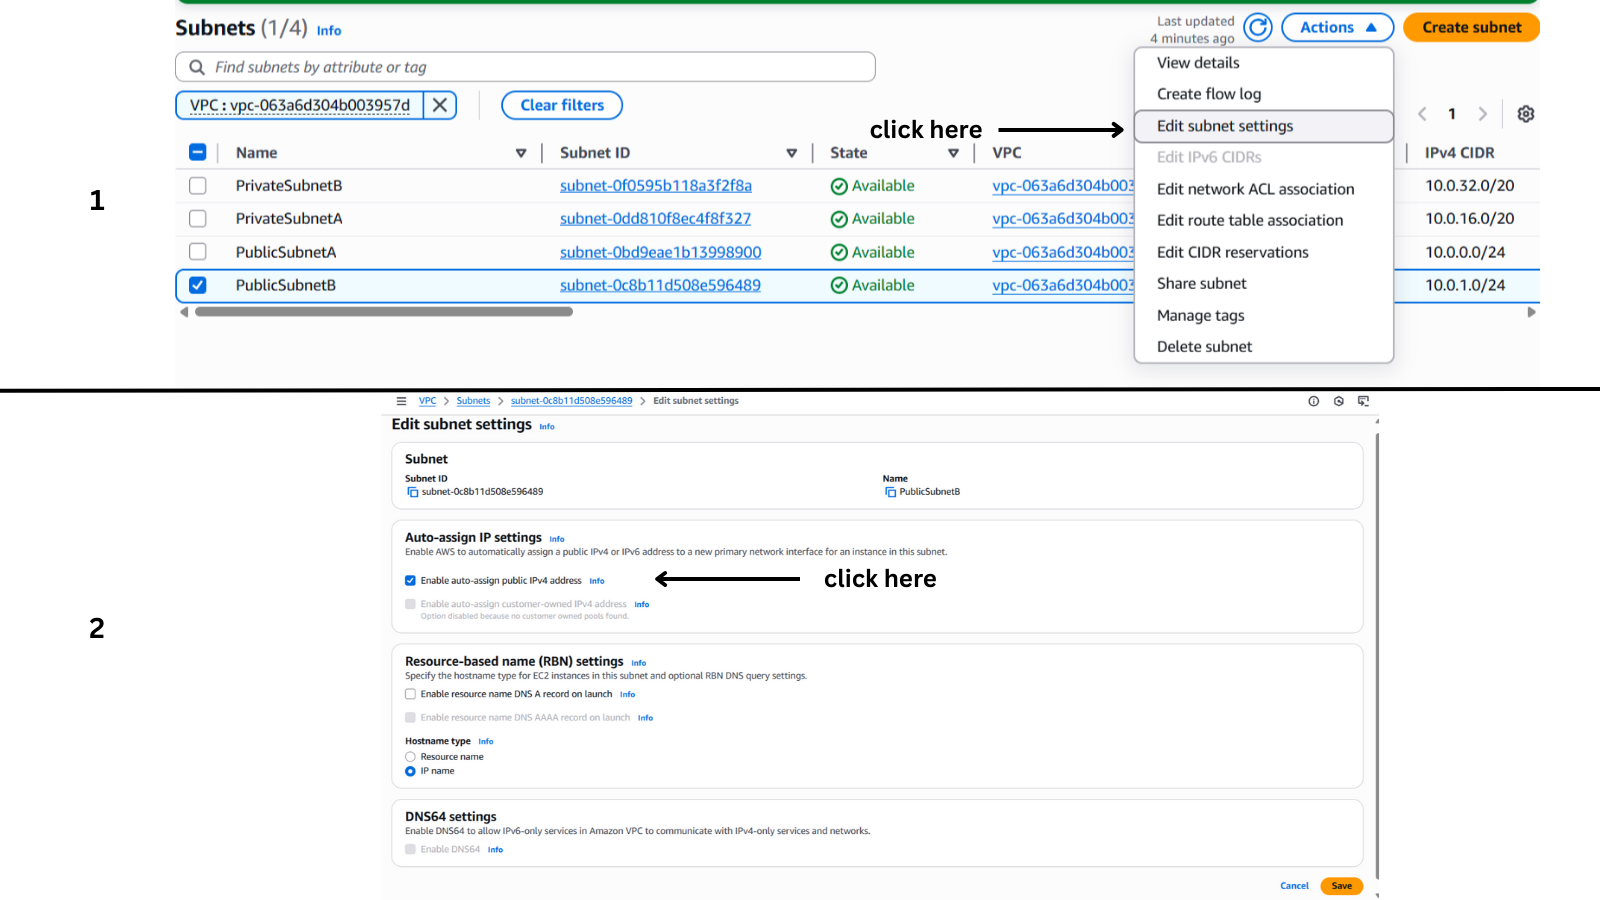 Subnets (1/4) Info
Last updated
4 minutes ago
Actions
Create subnet
Find subnets by attribute or tag
VPC : vpc-063a6d304b003957d
Clear filters
1
Name Subnet ID State VPC IPv4 CIDR
PrivateSubnetB subnet-0f0595b118a3f2f8a Available vpc-063a6d304b003 10.0.32.0/20
PrivateSubnetA subnet-0dd810f8ec4f8f327 Available vpc-063a6d304b003 10.0.16.0/20
PublicSubnetA subnet-0bd9eae1b13998900 Available vpc-063a6d304b003 10.0.0.0/24
PublicSubnetB subnet-0c8b11d508e596489 Available vpc-063a6d304b003 10.0.1.0/24
View details
Create flow log
click here
Edit subnet settings
Edit IPv6 CIDRs
Edit network ACL association
Edit route table association
Edit CIDR reservations
Share subnet
Manage tags
Delete subnet
1
VPC > Subnets > subnet-0c8b11d508e596489 > Edit subnet settings
Edit subnet settings Info
Subnet
Subnet ID Name
subnet-0c8b11d508e596489 PublicSubnetB
Auto-assign IP settings Info
Enable AWS to automatically assign a public IPv4 or IPv6 address to a new primary network interface for an instance in this subnet.
Enable auto-assign public IPv4 address Info
click here
Enable auto-assign customer-owned IPv4 address Info
Option disabled because no customer owned pools found.
2
Resource-based name (RBN) settings Info
Specify the hostname type for EC2 instances in this subnet and optional RBN DNS query settings.
Enable resource name DNS A record on launch Info
Enable resource name DNS AAAA record on launch Info
Hostname type Info
Resource name
IP name
DNS64 settings
Enable DNS64 to allow IPv6-only services in Amazon VPC to communicate with IPv4-only services and networks.
Enable DNS64 Info
Cancel Save